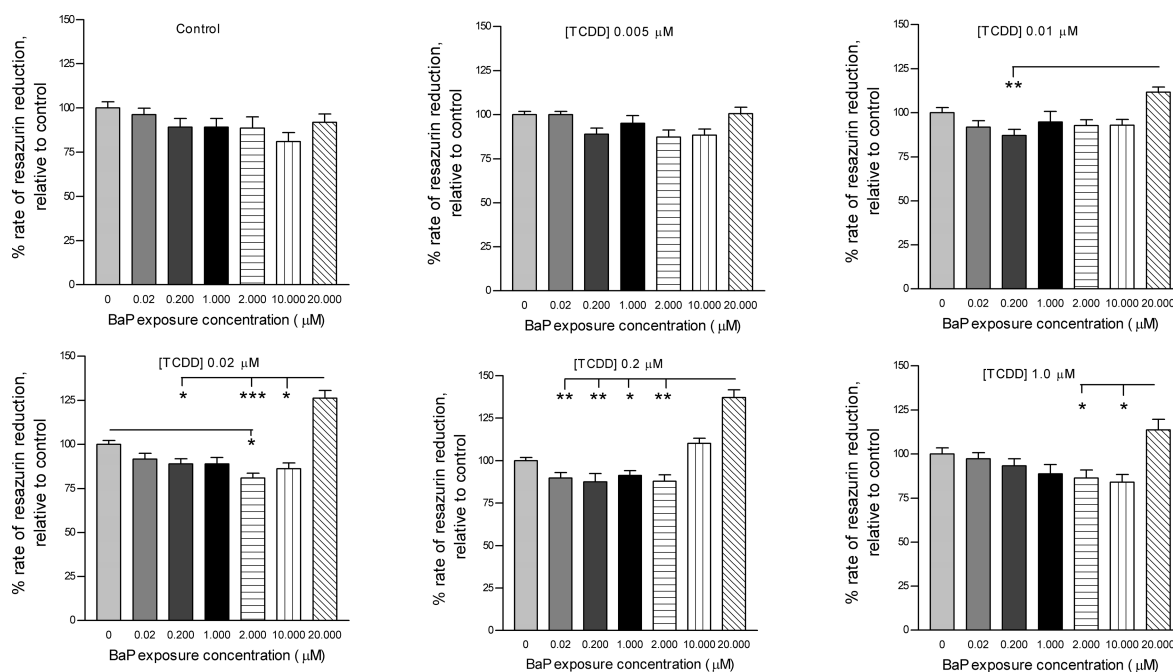 Control
% rate of resazurin reduction,
relative to control
150
125
100
75
50
25
0
0 0.02 0.200 1.000 2.000 10.000 20.000
BaP exposure concentration ( μM)
[TCDD] 0.005 μM
% rate of resazurin reduction,
relative to control
150
125
100
75
50
25
0
0 0.02 0.200 1.000 2.000 10.000 20.000
BaP exposure concentration ( μM)
[TCDD] 0.01 μM
**
% rate of resazurin reduction,
relative to control
150
125
100
75
50
25
0
0 0.02 0.200 1.000 2.000 10.000 20.000
BaP exposure concentration ( μM)
[TCDD] 0.02 μM
* *** *
*
% rate of resazurin reduction,
relative to control
150
125
100
75
50
25
0
0 0.02 0.200 1.000 2.000 10.000 20.000
BaP exposure concentration ( μM)
[TCDD] 0.2 μM
** ** * **
% rate of resazurin reduction,
relative to control
150
125
100
75
50
25
0
0 0.02 0.200 1.000 2.000 10.000 20.000
BaP exposure concentration ( μM)
[TCDD] 1.0 μM
* *
% rate of resazurin reduction,
relative to control
150
125
100
75
50
25
0
0 0.02 0.200 1.000 2.000 10.000 20.000
BaP exposure concentration ( μM)